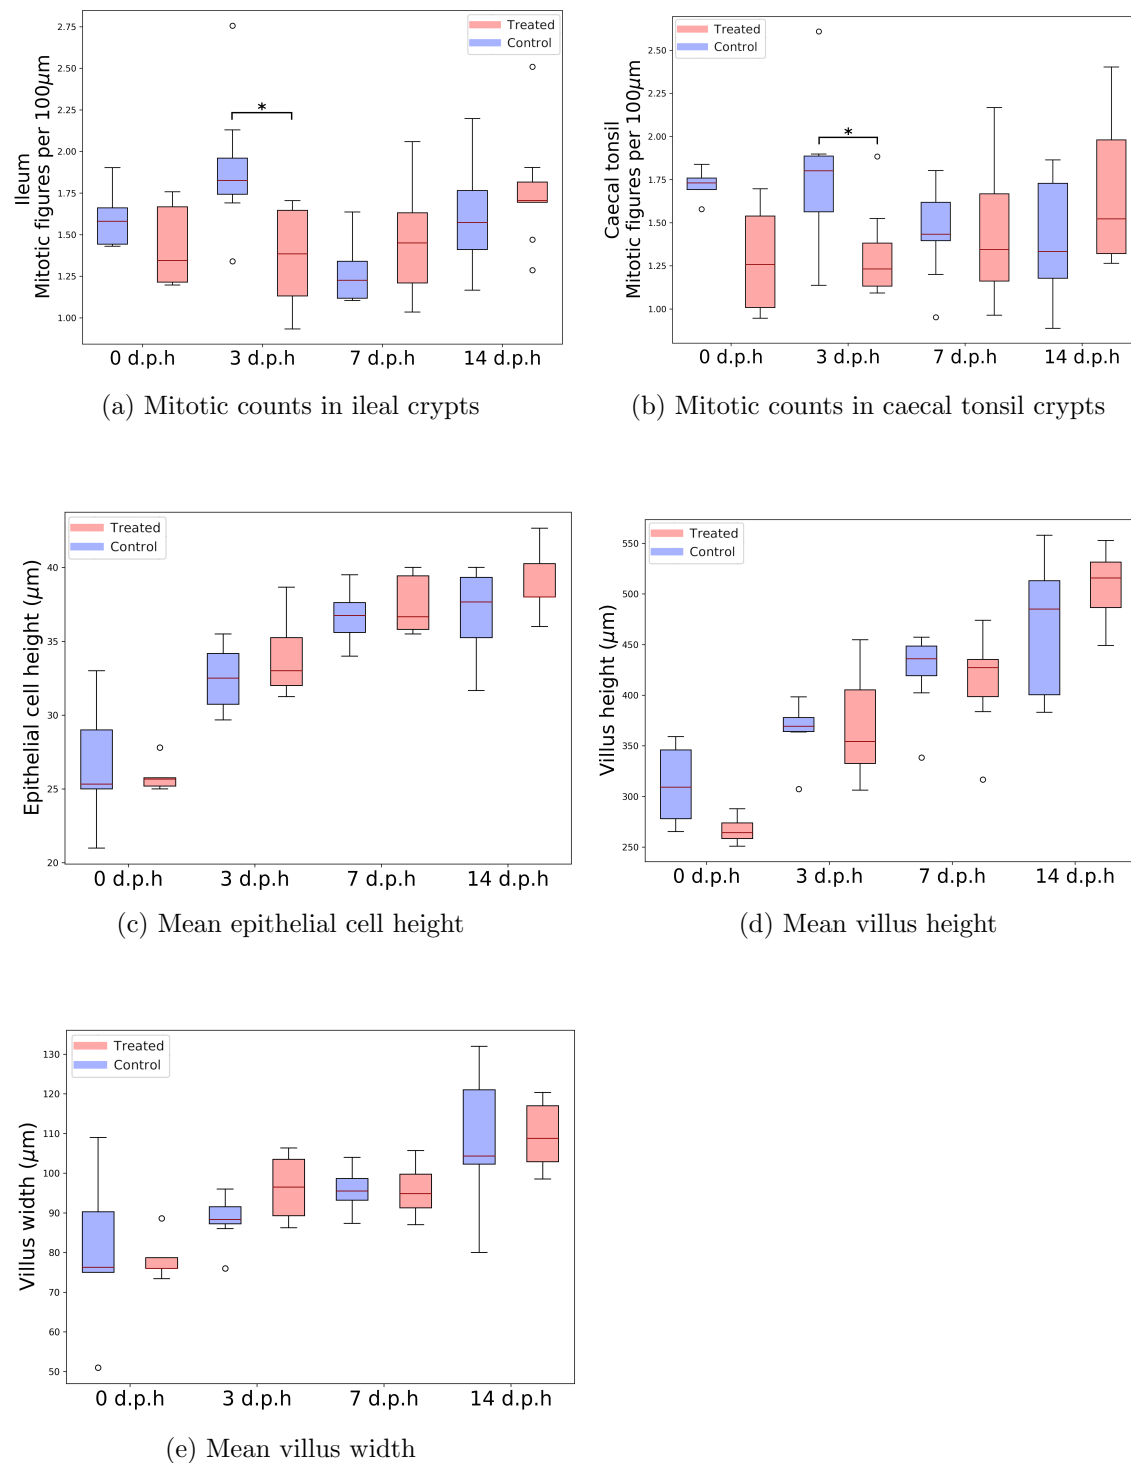 Ileum
Mitotic figures per 100μm
2.75
2.50
2.25
2.00
1.75
1.50
1.25
1.00
Treated
Control
*
0 d.p.h
3 d.p.h
7 d.p.h
14 d.p.h
(a) Mitotic counts in ileal crypts
Caecal tonsil
Mitotic figures per 100μm
2.50
2.25
2.00
1.75
1.50
1.25
1.00
Treated
Control
*
0 d.p.h
3 d.p.h
7 d.p.h
14 d.p.h
(b) Mitotic counts in caecal tonsil crypts
Epithelial cell height (μm)
40
35
30
25
20
Treated
Control
0 d.p.h
3 d.p.h
7 d.p.h
14 d.p.h
(c) Mean epithelial cell height
Villus height (μm)
550
500
450
400
350
300
250
Treated
Control
0 d.p.h
3 d.p.h
7 d.p.h
14 d.p.h
(d) Mean villus height
Villus width (μm)
130
120
110
100
90
80
70
60
50
Treated
Control
0 d.p.h
3 d.p.h
7 d.p.h
14 d.p.h
(e) Mean villus width